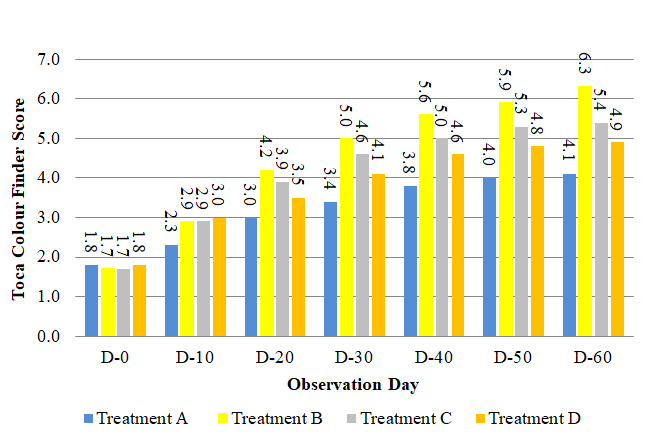 7.0
6.0
5.0
4.0
3.0
2.0
1.0
0.0
Toca Colour Finder Score
1.8 1.7 1.7 1.8
2.3 2.9 2.9 3.0
3.0 4.2 3.9 3.5
3.4 5.0 4.6 4.1
3.8 5.6 5.0 4.6
4.0 5.9 5.3 4.8
4.1 6.3 5.4 4.9
D-0 D-10 D-20 D-30 D-40 D-50 D-60
Observation Day
Treatment A Treatment B Treatment C Treatment D